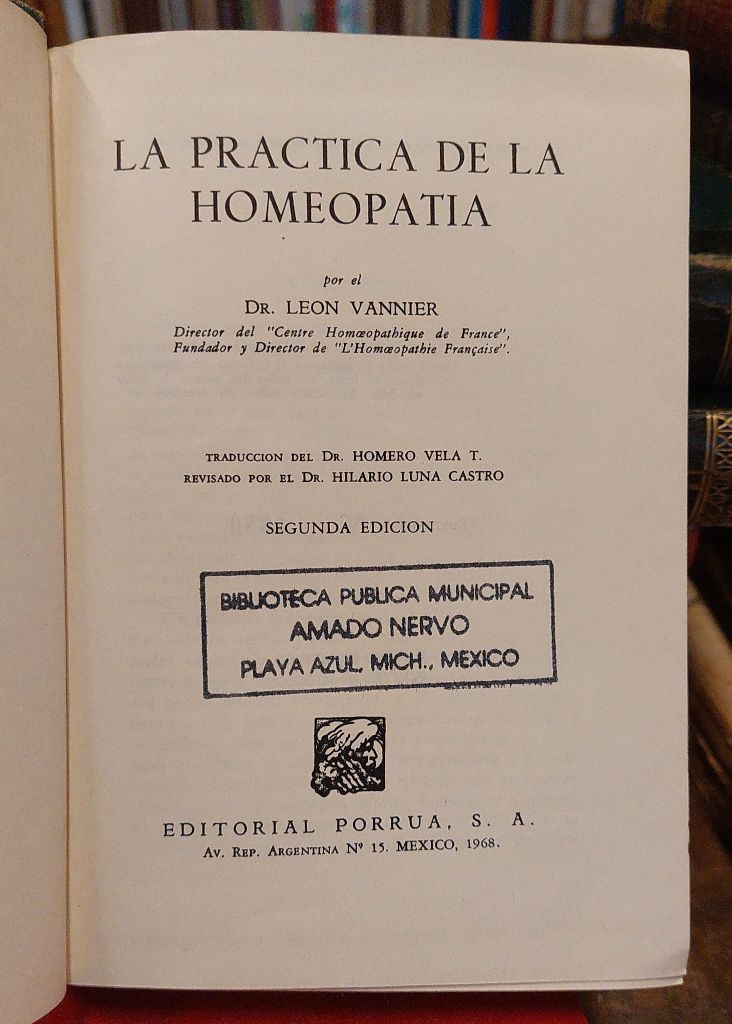 LA PRACTICA DE LA
HOMEOPATIA
por el
DR. LEON VANNIER
Director del "Centre Homœopathique de France",
Fundador y Director de "L'Homœopathie Française".
TRADUCCION DEL DR. HOMERO VELA T.
REVISADO POR EL DR. HILARIO LUNA CASTRO
SEGUNDA EDICION
BIBLIOTECA PUBLICA MUNICIPAL
AMADO NERVO
PLAYA AZUL, MICH., MEXICO
EDITORIAL PORRUA, S. A.
AV. REP. ARGENTINA Nº 15. MEXICO, 1968.